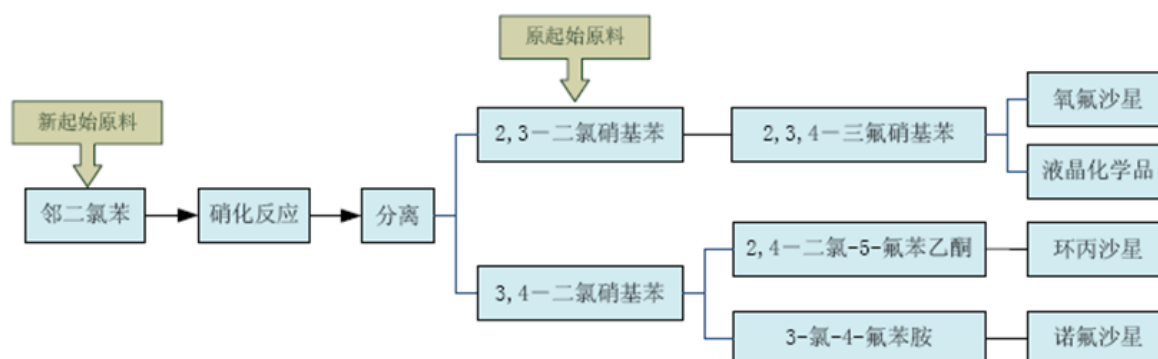 原起始原料
新起始原料
邻二氯苯
硝化反应
分离
2,3－二氯硝基苯
2,3,4－三氟硝基苯
氧氟沙星
液晶化学品
3,4－二氯硝基苯
2,4－二氯-5-氟苯乙酮
环丙沙星
3-氯-4-氟苯胺
诺氟沙星